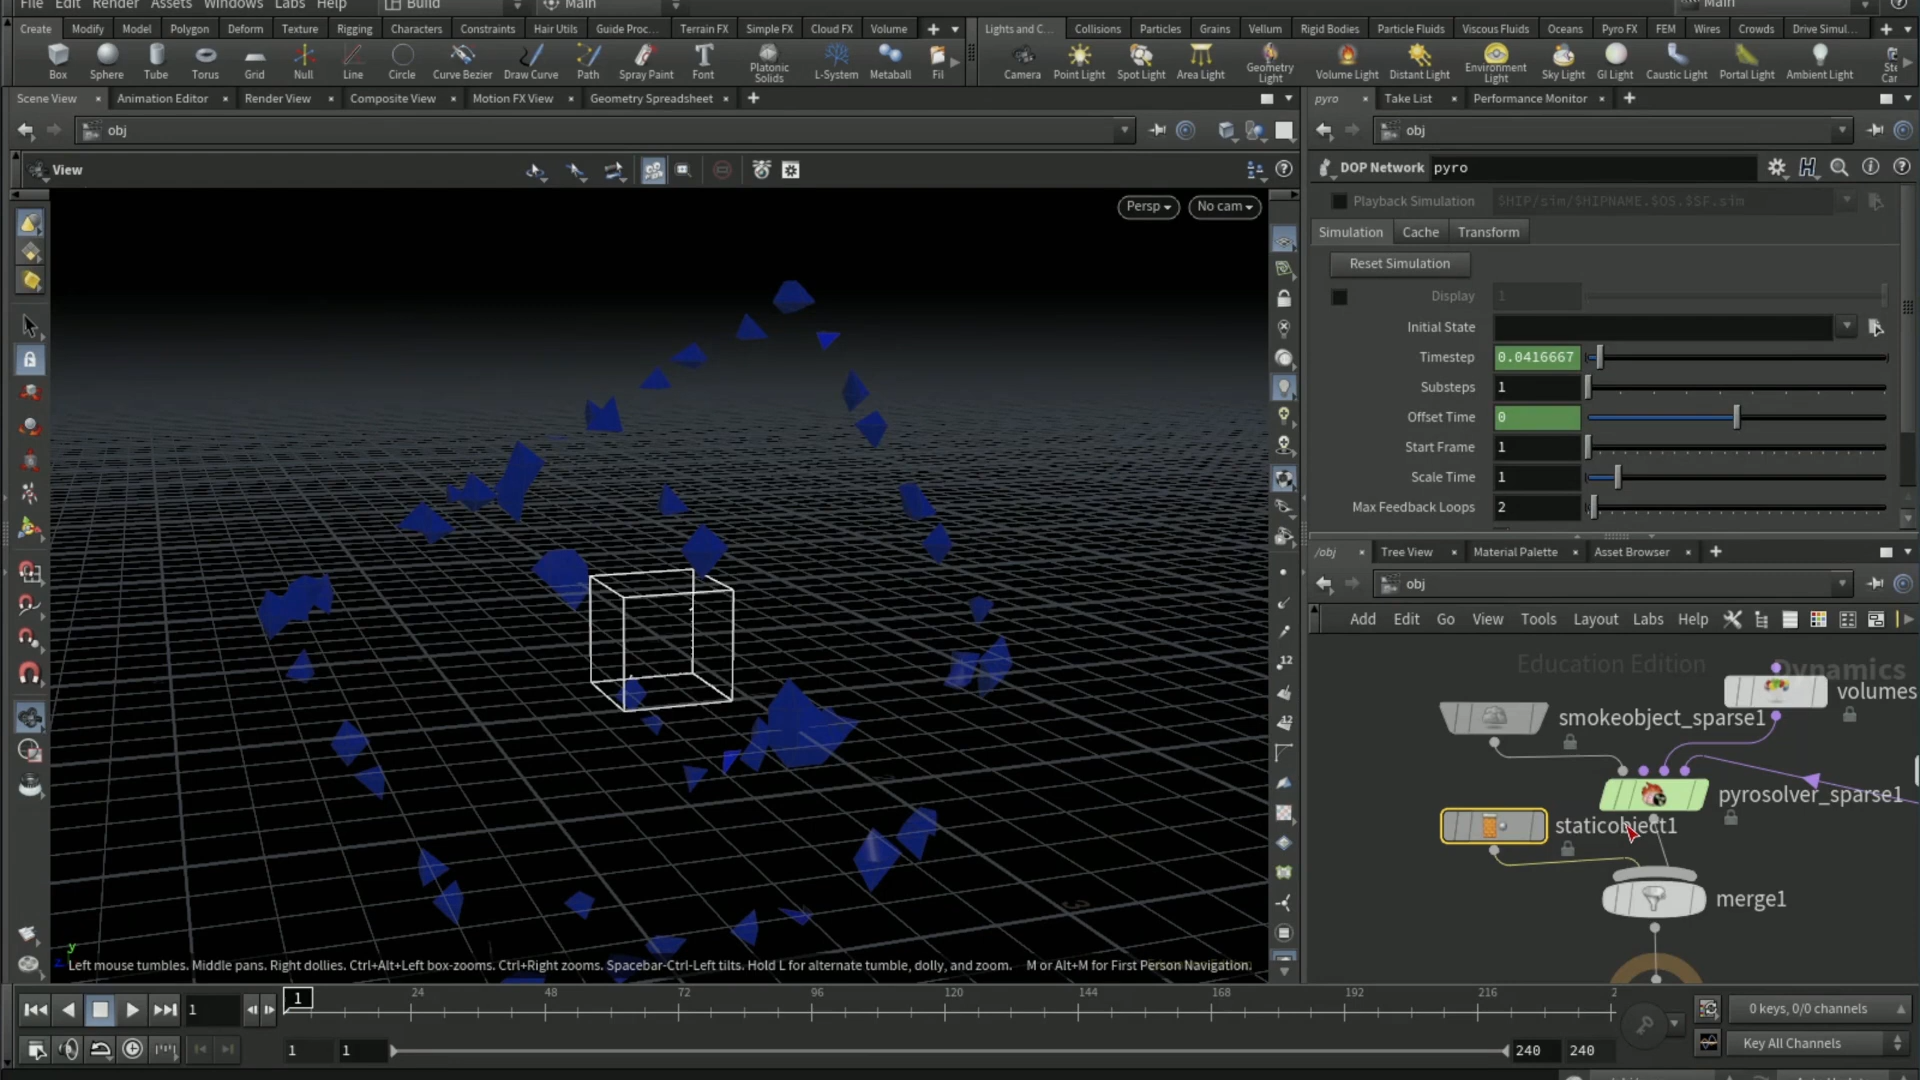 File Edit Render Assets Windows Labs Help Build Main Main
Create Modify Model Polygon Deform Texture Rigging Characters Constraints Hair Utils Guide Proc... Terrain FX Simple FX Cloud FX Volume Lights and C... Collisions Particles Grains Vellum Rigid Bodies Particle Fluids Viscous Fluids Oceans Pyro FX FEM Wires Crowds Drive Simul...
Box Sphere Tube Torus Grid Null Line Circle Curve Bezier Draw Curve Path Spray Paint Font Platonic Solids L-System Metaball Fil Camera Point Light Spot Light Area Light Geometry Light Volume Light Distant Light Environment Light Sky Light GI Light Caustic Light Portal Light Ambient Light
Scene View Animation Editor Render View Composite View Motion FX View Geometry Spreadsheet pyro Take List Performance Monitor
obj obj
View
DOP Network pyro
Playback Simulation $HIP/sim/$HIPNAME.$OS.$SF.sim
Persp No cam
Simulation Cache Transform
Reset Simulation
Display 1
Initial State
Timestep 0.0416667
Substeps 1
Offset Time 0
Start Frame 1
Scale Time 1
Max Feedback Loops 2
/obj Tree View Material Palette Asset Browser
obj
Add Edit Go View Tools Layout Labs Help
Education Edition Dynamics
volumes
smokeobject_sparse1
pyrosolver_sparse1
staticobject1
merge1
y
Left mouse tumbles. Middle pans. Right dollies. Ctrl+Alt+Left box-zooms. Ctrl+Right zooms. Spacebar-Ctrl-Left tilts. Hold L for alternate tumble, dolly, and zoom. M or Alt+M for First Person Navigation.
1 1 24 48 72 96 120 144 168 192 216 2
0 keys, 0/0 channels
1 1 240 240
Key All Channels